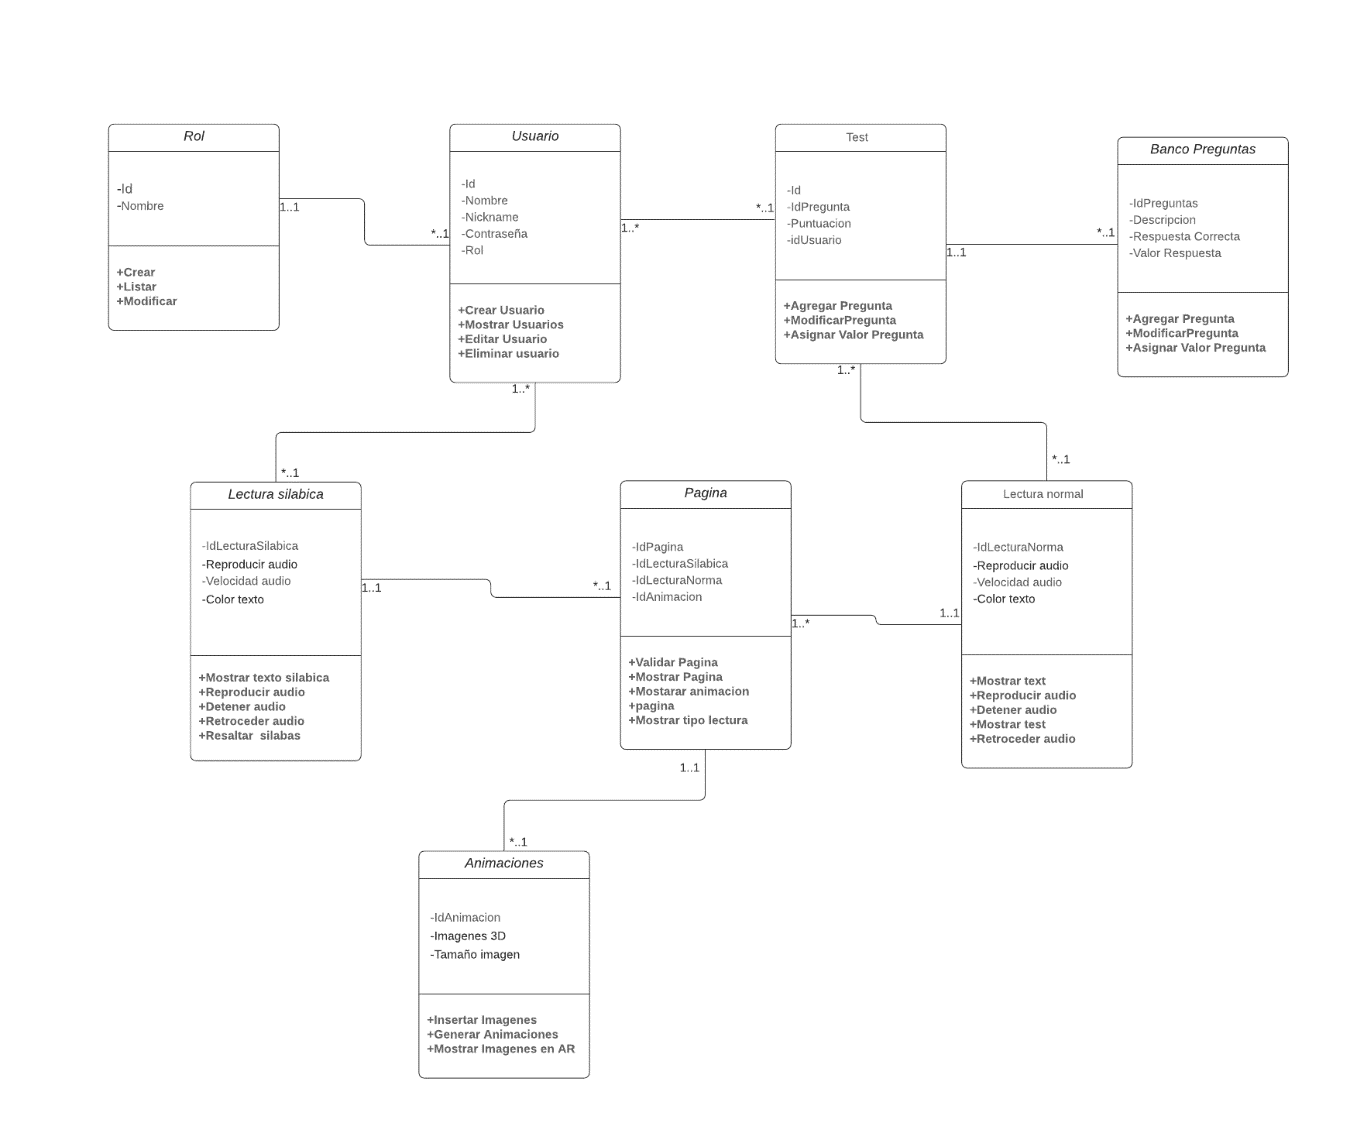 Rol
-Id
-Nombre
+Crear
+Listar
+Modificar
1..1
*..1
Usuario
-Id
-Nombre
-Nickname
-Contraseña
-Rol
+Crear Usuario
+Mostrar Usuarios
+Editar Usuario
+Eliminar usuario
1..*
*..1
Test
-Id
-IdPregunta
-Puntuacion
-idUsuario
+Agregar Pregunta
+ModificarPregunta
+Asignar Valor Pregunta
1..1
*..1
Banco Preguntas
-IdPreguntas
-Descripcion
-Respuesta Correcta
-Valor Respuesta
+Agregar Pregunta
+ModificarPregunta
+Asignar Valor Pregunta
1..*
*..1
1..*
*..1
Lectura silabica
-IdLecturaSilabica
-Reproducir audio
-Velocidad audio
-Color texto
+Mostrar texto silabica
+Reproducir audio
+Detener audio
+Retroceder audio
+Resaltar  silabas
1..1
*..1
Pagina
-IdPagina
-IdLecturaSilabica
-IdLecturaNorma
-IdAnimacion
+Validar Pagina
+Mostrar Pagina
+Mostarar animacion
+pagina
+Mostrar tipo lectura
1..*
1..1
Lectura normal
-IdLecturaNorma
-Reproducir audio
-Velocidad audio
-Color texto
+Mostrar text
+Reproducir audio
+Detener audio
+Mostrar test
+Retroceder audio
1..1
*..1
Animaciones
-IdAnimacion
-Imagenes 3D
-Tamaño imagen
+Insertar Imagenes
+Generar Animaciones
+Mostrar Imagenes en AR